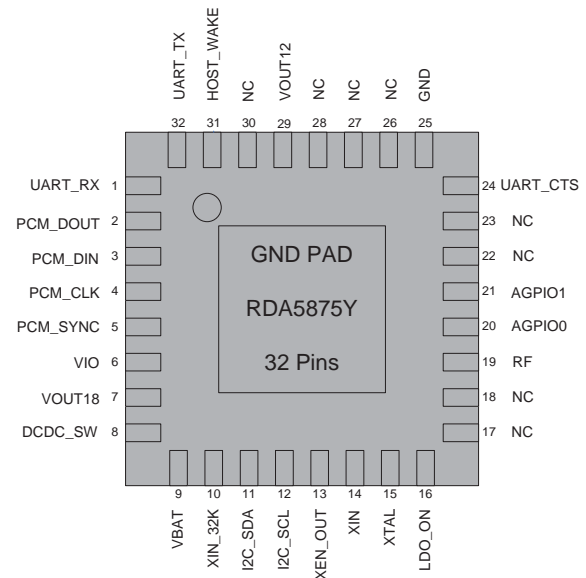 UART_TX
HOST_WAKE
NC
VOUT12
NC
NC
NC
GND
32 31 30 29 28 27 26 25
UART_RX 1
PCM_DOUT 2
PCM_DIN 3
PCM_CLK 4
PCM_SYNC 5
VIO 6
VOUT18 7
DCDC_SW 8
GND PAD
RDA5875Y
32 Pins
24 UART_CTS
23 NC
22 NC
21 AGPIO1
20 AGPIO0
19 RF
18 NC
17 NC
9 10 11 12 13 14 15 16
VBAT
XIN_32K
I2C_SDA
I2C_SCL
XEN_OUT
XIN
XTAL
LDO_ON